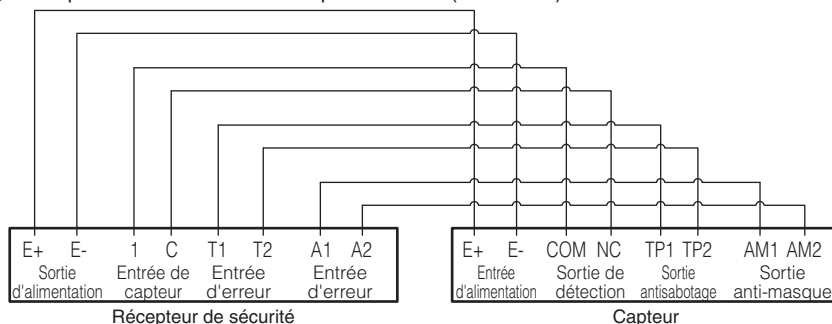 E+ E- 1 C T1 T2 A1 A2
Sortie d'alimentation
Entrée de capteur
Entrée d'erreur
Entrée d'erreur
Récepteur de sécurité
E+ E- COM NC TP1 TP2 AM1 AM2
Entrée d'alimentation
Sortie de détection
Sortie antisabotage
Sortie anti-masque
Capteur